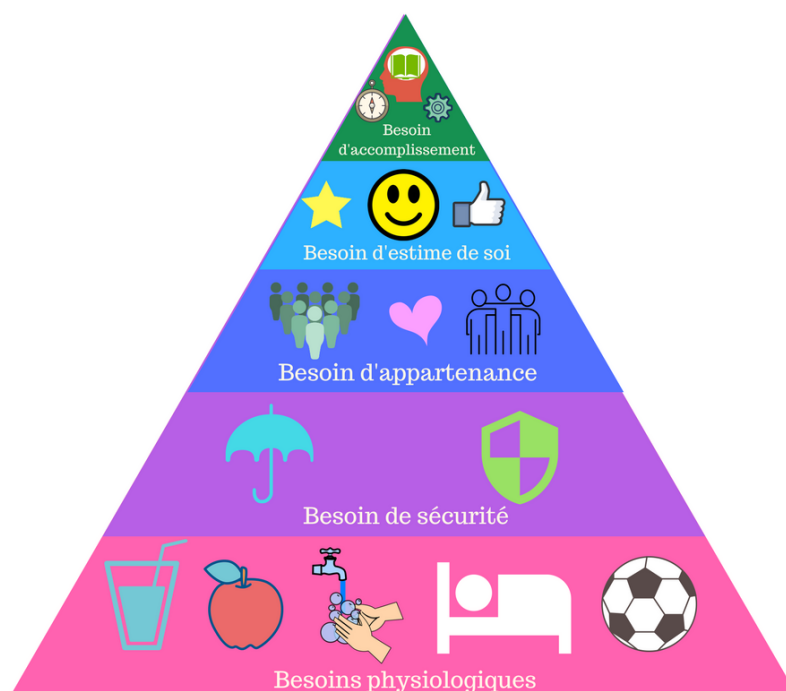 Besoin
d'accomplissement
Besoin d'estime de soi
Besoin d'appartenance
Besoin de sécurité
Besoins physiologiques